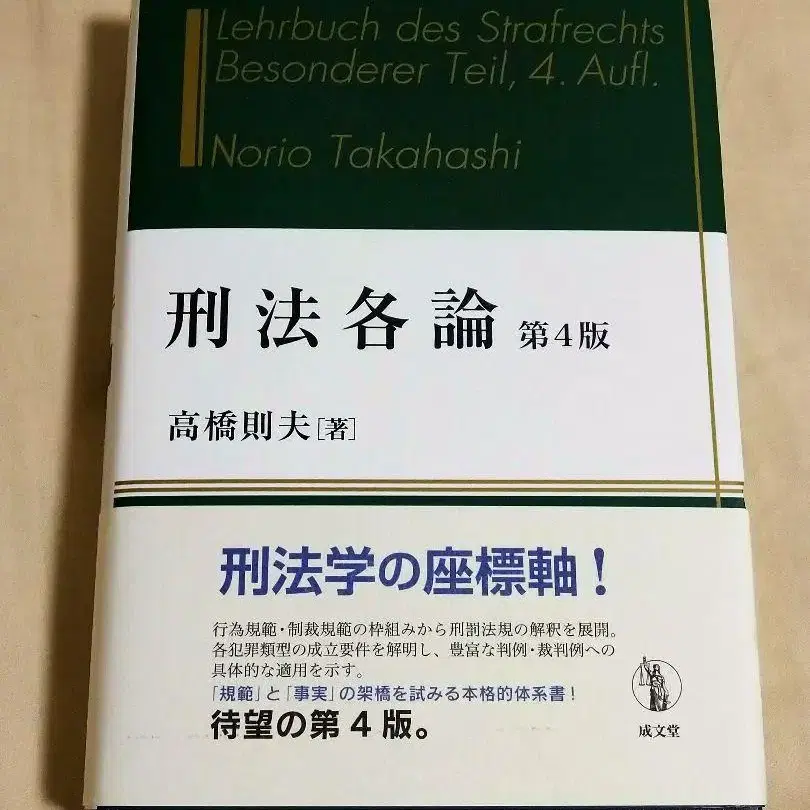 Lehrbuch des Strafrechts
Besonderer Teil, 4. Aufl.
Norio Takahashi
刑法各論 第4版
高橋則夫[著]
刑法学の座標軸!
行為規範・制裁規範の枠組みから刑罰法規の解釈を展開。
各犯罪類型の成立要件を解明し、豊富な判例・裁判例への
具体的な適用を示す。
「規範」と「事実」の架橋を試みる本格的体系書!
待望の第4版。
成文堂